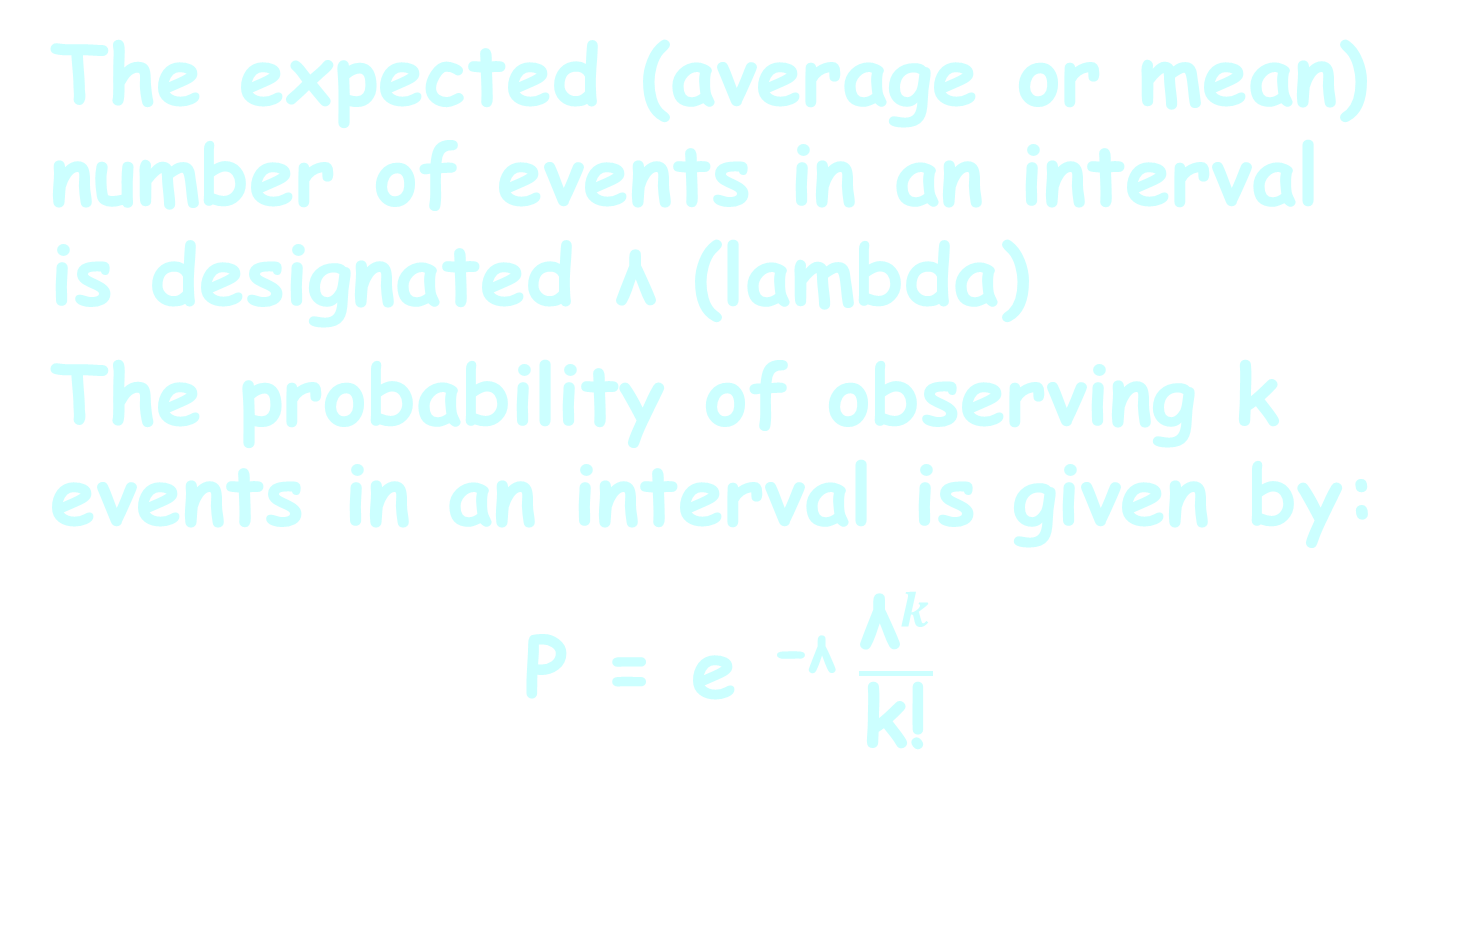 The expected (average or mean)
number of events in an interval
is designated λ (lambda)
The probability of observing k
events in an interval is given by:
P = e ^{-λ} \frac{λ^k}{k!}